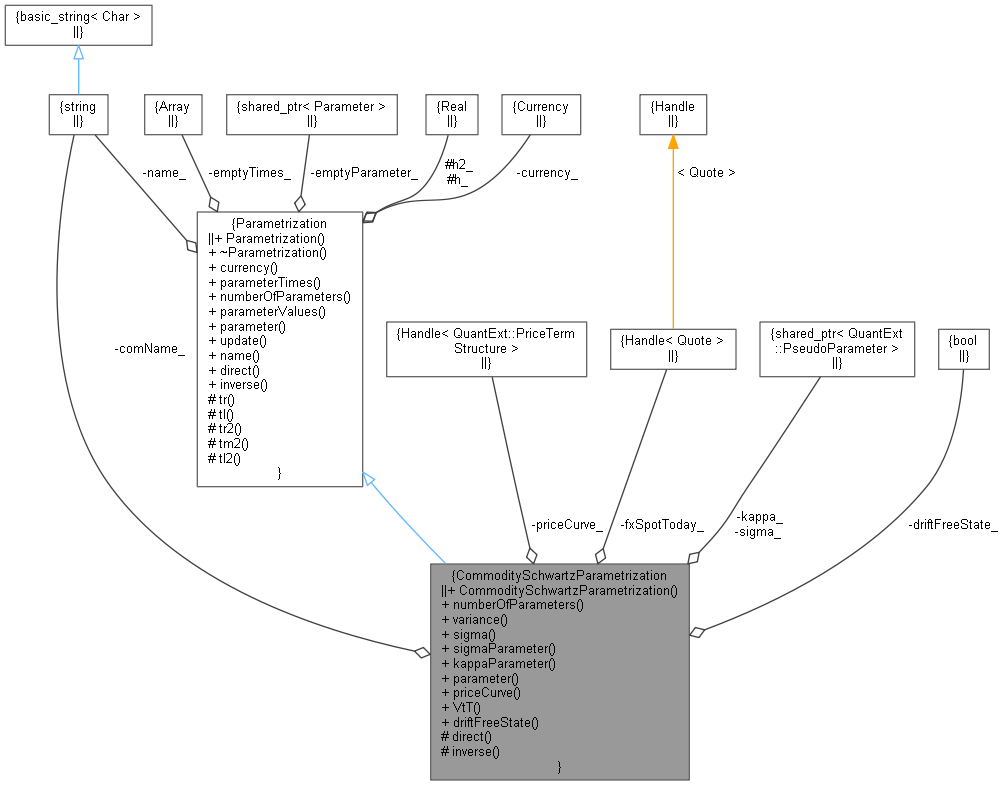 {basic_string< Char >
||}
{string
||}
{Array
||}
{shared_ptr< Parameter >
||}
{Real
||}
{Currency
||}
{Handle
||}
-name_
-emptyTimes_
-emptyParameter_
#h2_
#h_
-currency_
< Quote >
{Parametrization
||+ Parametrization()
+ ~Parametrization()
+ currency()
+ parameterTimes()
+ numberOfParameters()
+ parameterValues()
+ parameter()
+ update()
+ name()
+ direct()
+ inverse()
# tr()
# tl()
# tr2()
# tm2()
# tl2()
}
-comName_
{Handle< QuantExt::PriceTerm
Structure >
||}
{Handle< Quote >
||}
{shared_ptr< QuantExt
::PseudoParameter >
||}
{bool
||}
-priceCurve_
-fxSpotToday_
-kappa_
-sigma_
-driftFreeState_
{CommoditySchwartzParametrization
||+ CommoditySchwartzParametrization()
+ numberOfParameters()
+ variance()
+ sigma()
+ sigmaParameter()
+ kappaParameter()
+ parameter()
+ priceCurve()
+ VtT()
+ driftFreeState()
# direct()
# inverse()
}